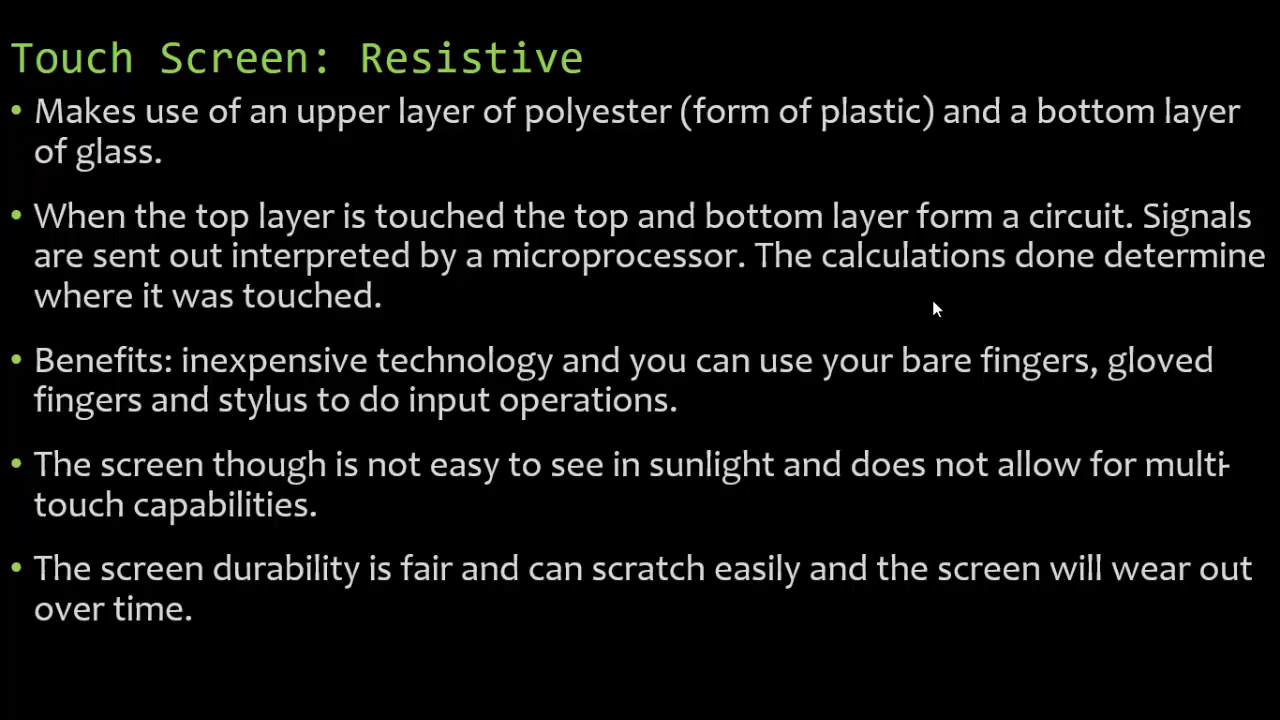 Touch Screen: Resistive
• Makes use of an upper layer of polyester (form of plastic) and a bottom layer
of glass.
• When the top layer is touched the top and bottom layer form a circuit. Signals
are sent out interpreted by a microprocessor. The calculations done determine
where it was touched.
• Benefits: inexpensive technology and you can use your bare fingers, gloved
fingers and stylus to do input operations.
• The screen though is not easy to see in sunlight and does not allow for multi-
touch capabilities.
• The screen durability is fair and can scratch easily and the screen will wear out
over time.